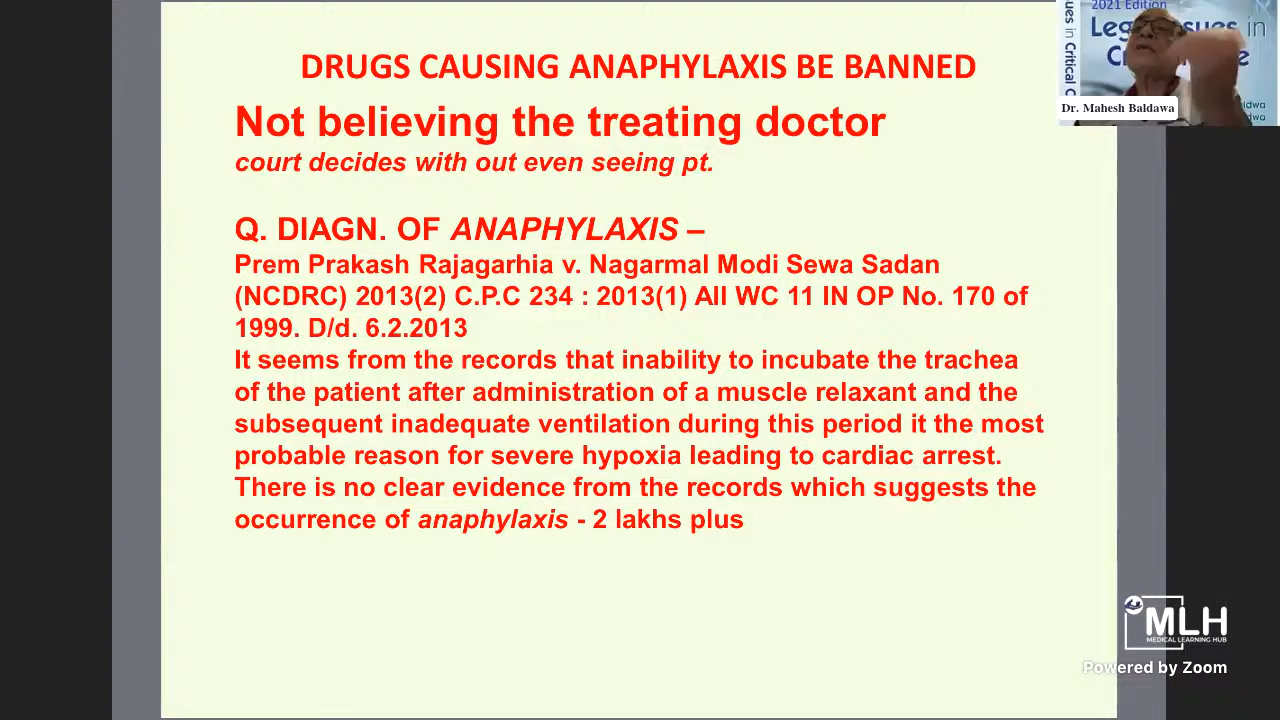 DRUGS CAUSING ANAPHYLAXIS BE BANNED
Not believing the treating doctor
court decides with out even seeing pt.
Q. DIAGN. OF ANAPHYLAXIS –
Prem Prakash Rajagarhia v. Nagarmal Modi Sewa Sadan
(NCDRC) 2013(2) C.P.C 234 : 2013(1) All WC 11 IN OP No. 170 of
1999. D/d. 6.2.2013
It seems from the records that inability to incubate the trachea
of the patient after administration of a muscle relaxant and the
subsequent inadequate ventilation during this period it the most
probable reason for severe hypoxia leading to cardiac arrest.
There is no clear evidence from the records which suggests the
occurrence of anaphylaxis - 2 lakhs plus
2021 Edition
in
Dr. Mahesh Baldawa
MLH
MEDICAL LEARNING HUB
Powered by Zoom